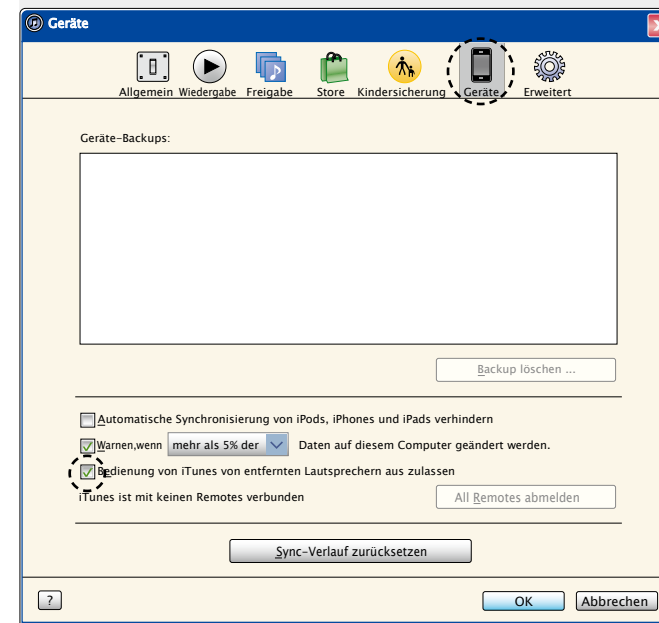 Geräte
Allgemein Wiedergabe Freigabe Store Kindersicherung Geräte Erweitert
Geräte-Backups:
Backup löschen ...
Automatische Synchronisierung von iPods, iPhones und iPads verhindern
Warnen,wenn mehr als 5% der Daten auf diesem Computer geändert werden.
Bedienung von iTunes von entfernten Lautsprechern aus zulassen
iTunes ist mit keinen Remotes verbunden All Remotes abmelden
Sync-Verlauf zurücksetzen
? OK Abbrechen